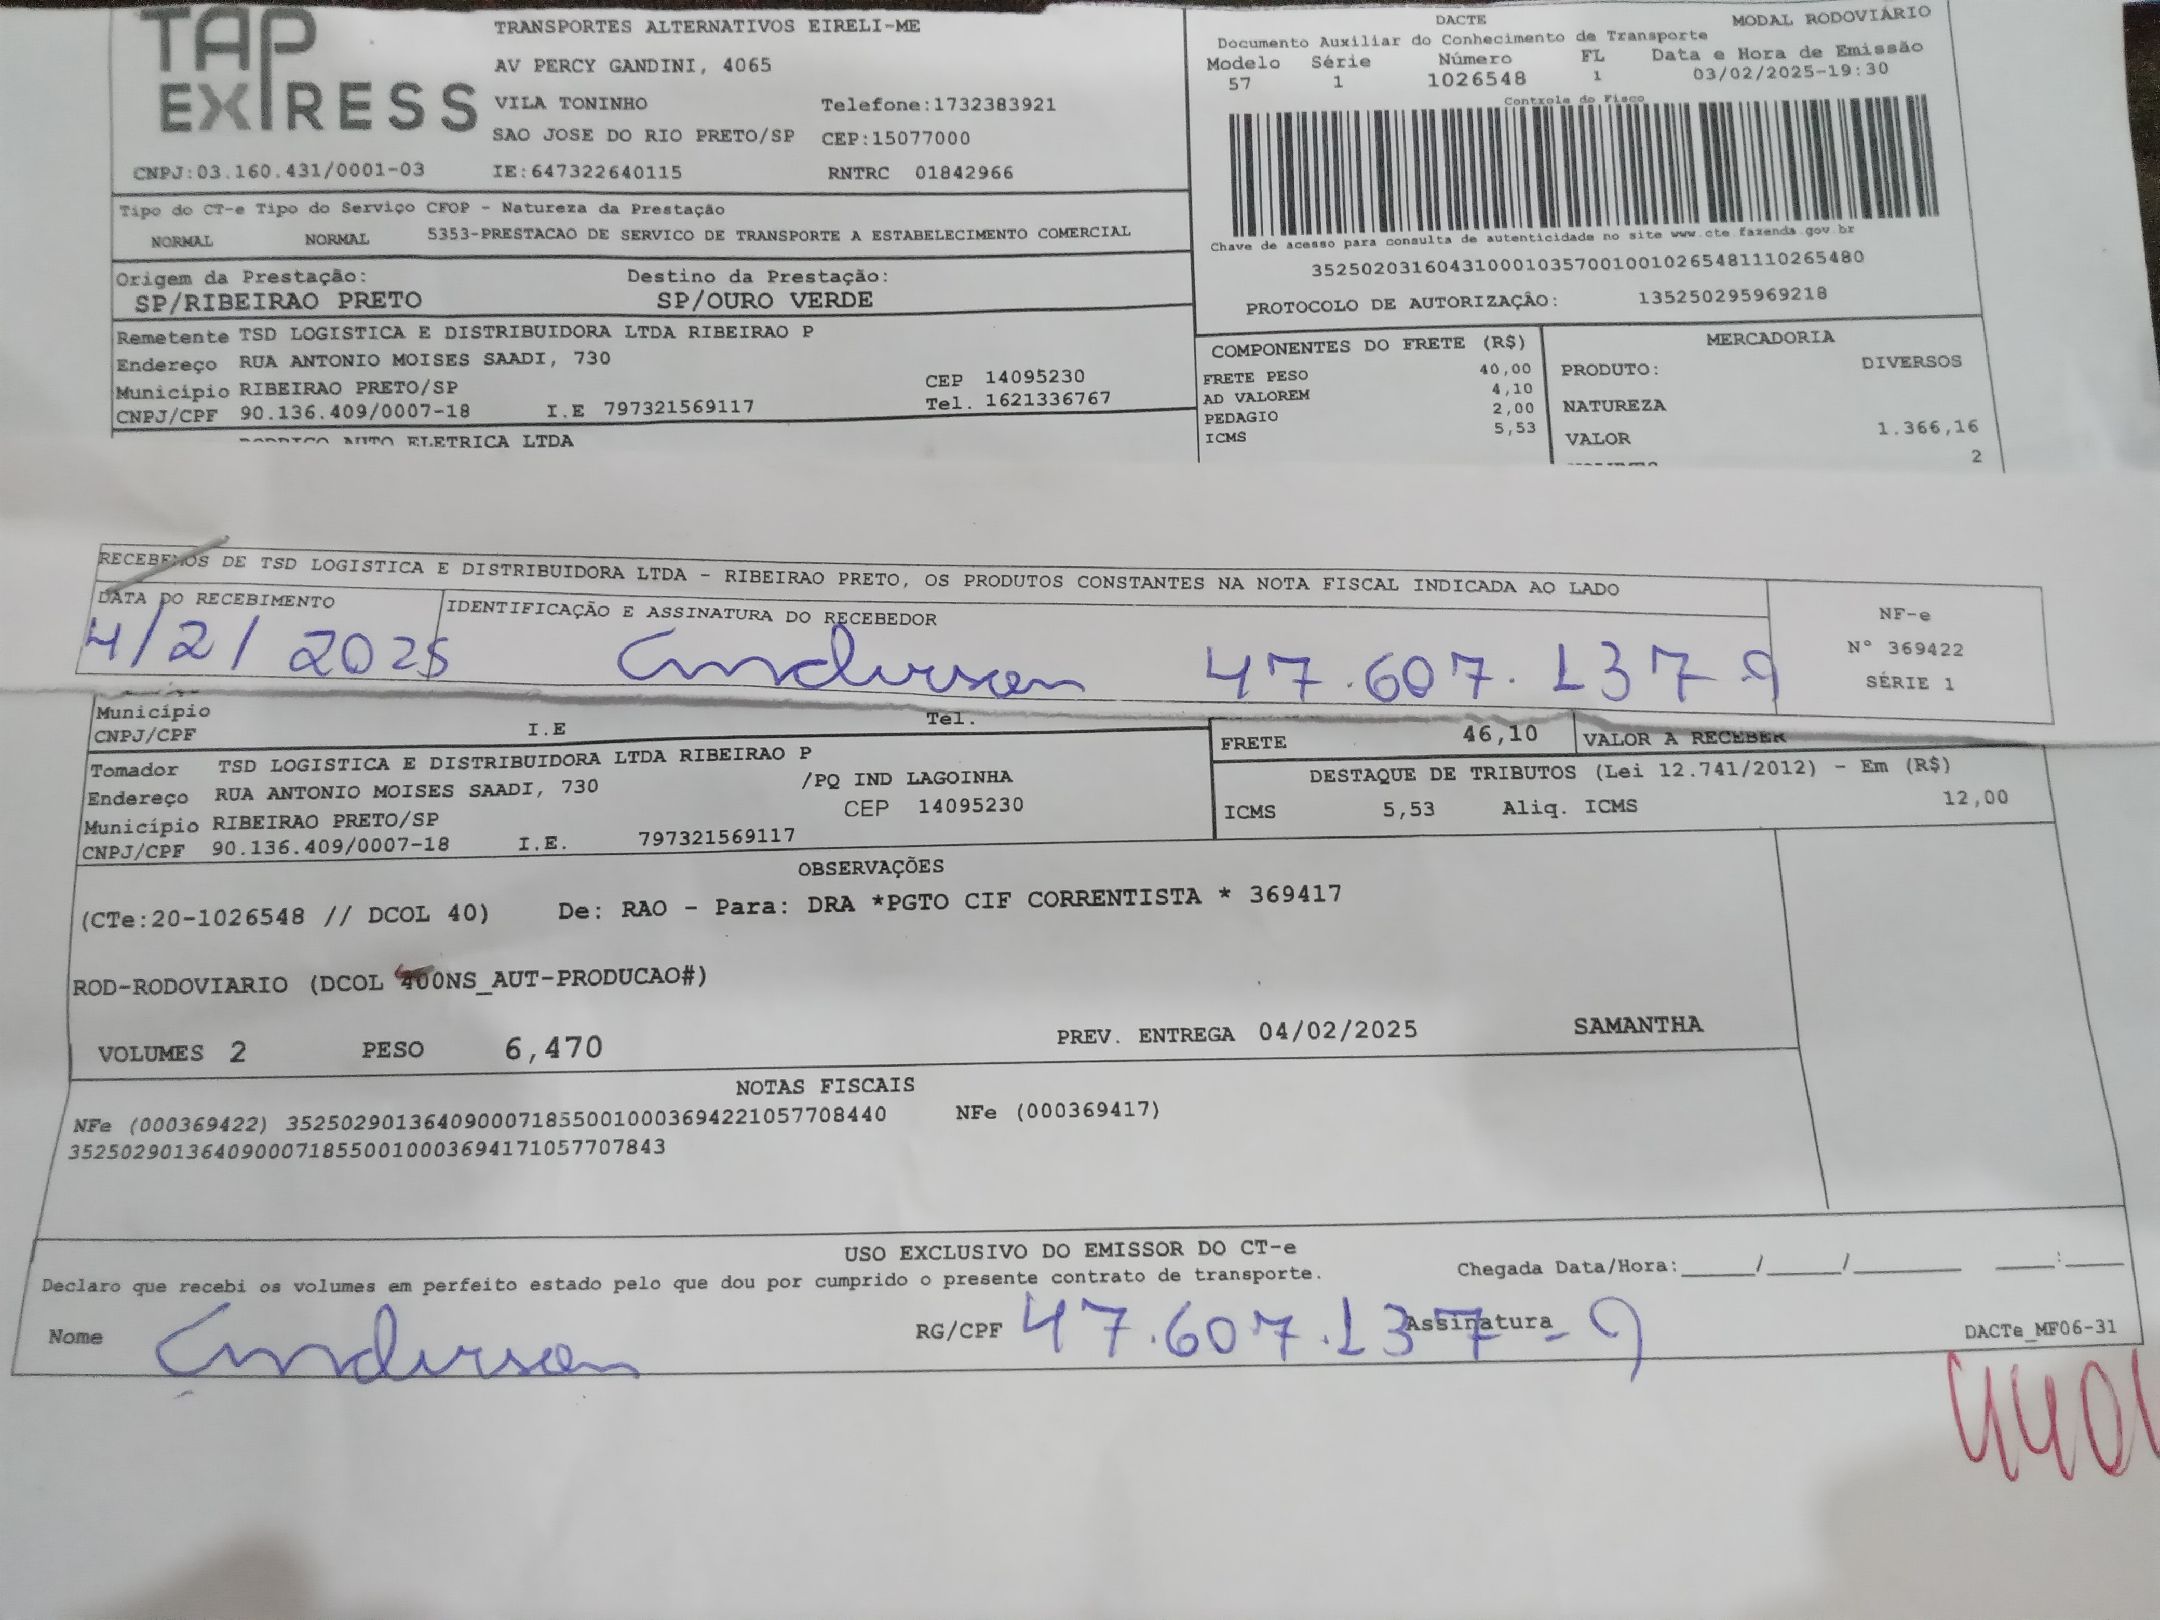 TAP EXPRESS
TRANSPORTES ALTERNATIVOS EIRELI-ME
AV PERCY GANDINI, 4065
VILA TONINHO Telefone:1732383921
SAO JOSE DO RIO PRETO/SP CEP:15077000
CNPJ:03.160.431/0001-03 IE:647322640115 RNTRC 01842966
DACTE MODAL RODOVIÁRIO
Documento Auxiliar do Conhecimento de Transporte
Modelo Série Número FL Data e Hora de Emissão
57 1 1026548 1 03/02/2025-19:30
Controle do Fisco
Chave de acesso para consulta de autenticidade no site www.cte.fazenda.gov.br
35250203160431000103570010010265481110265480
PROTOCOLO DE AUTORIZAÇÃO: 135250295969218
Tipo do CT-e Tipo do Serviço CFOP - Natureza da Prestação
NORMAL NORMAL 5353-PRESTACAO DE SERVICO DE TRANSPORTE A ESTABELECIMENTO COMERCIAL
Origem da Prestação: Destino da Prestação:
SP/RIBEIRAO PRETO SP/OURO VERDE
Remetente TSD LOGISTICA E DISTRIBUIDORA LTDA RIBEIRAO P
Endereço RUA ANTONIO MOISES SAADI, 730
Município RIBEIRAO PRETO/SP CEP 14095230
CNPJ/CPF 90.136.409/0007-18 I.E 797321569117 Tel. 1621336767
AUTO ELETRICA LTDA
COMPONENTES DO FRETE (R$)
FRETE PESO 40,00
AD VALOREM 4,10
PEDAGIO 2,00
ICMS 5,53
MERCADORIA
PRODUTO: DIVERSOS
NATUREZA
VALOR 1.366,16
2
RECEBEMOS DE TSD LOGISTICA E DISTRIBUIDORA LTDA - RIBEIRAO PRETO, OS PRODUTOS CONSTANTES NA NOTA FISCAL INDICADA AO LADO
DATA DO RECEBIMENTO IDENTIFICAÇÃO E ASSINATURA DO RECEBEDOR
4/2/2025 Anderson 47.607.137 9
NF-e
N° 369422
SÉRIE 1
Município
CNPJ/CPF I.E Tel.
FRETE 46,10 VALOR A RECEBER
Tomador TSD LOGISTICA E DISTRIBUIDORA LTDA RIBEIRAO P
Endereço RUA ANTONIO MOISES SAADI, 730 /PQ IND LAGOINHA
Município RIBEIRAO PRETO/SP CEP 14095230
CNPJ/CPF 90.136.409/0007-18 I.E. 797321569117
DESTAQUE DE TRIBUTOS (Lei 12.741/2012) - Em (R$)
ICMS 5,53 Aliq. ICMS 12,00
OBSERVAÇÕES
(CTe:20-1026548 // DCOL 40) De: RAO - Para: DRA *PGTO CIF CORRENTISTA * 369417
ROD-RODOVIARIO (DCOL 400NS_AUT-PRODUCAO#)
VOLUMES 2 PESO 6,470 PREV. ENTREGA 04/02/2025 SAMANTHA
NOTAS FISCAIS
NFe (000369422) 35250290136409000718550010003694221057708440 NFe (000369417)
35250290136409000718550010003694171057707843
USO EXCLUSIVO DO EMISSOR DO CT-e
Declaro que recebi os volumes em perfeito estado pelo que dou por cumprido o presente contrato de transporte. Chegada Data/Hora:_____/_____/_______ ____:____
Nome Anderson RG/CPF 47.607.137-9 Assinatura DACTe_MF06-31